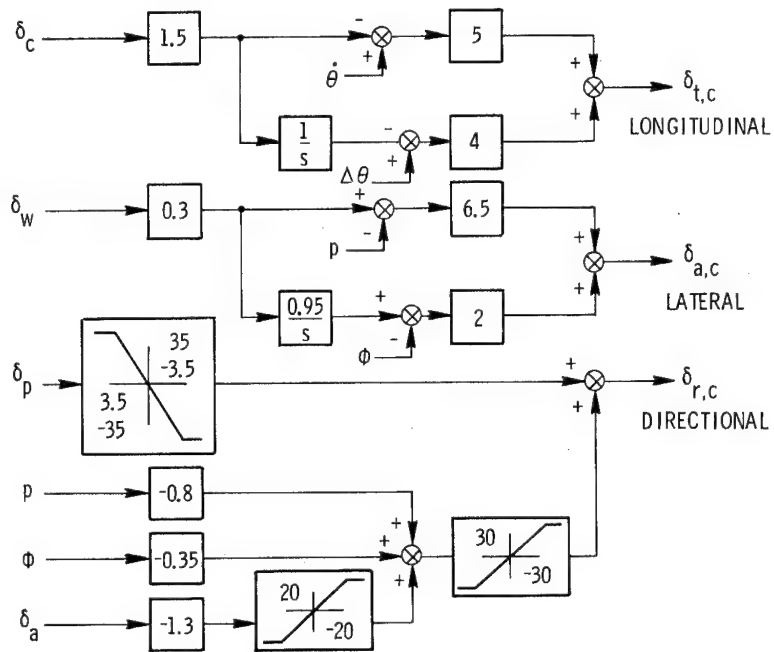 δc 1.5 - + θ̇ 5 + + δt,c
LONGITUDINAL
1/s - + Δθ 4
δw 0.3 + - p 6.5 + + δa,c
LATERAL
0.95/s + - Φ 2
δp 35 -3.5 3.5 -35 + + δr,c
DIRECTIONAL
p -0.8 +
Φ -0.35 + 30 -30
δa -1.3 20 -20 +